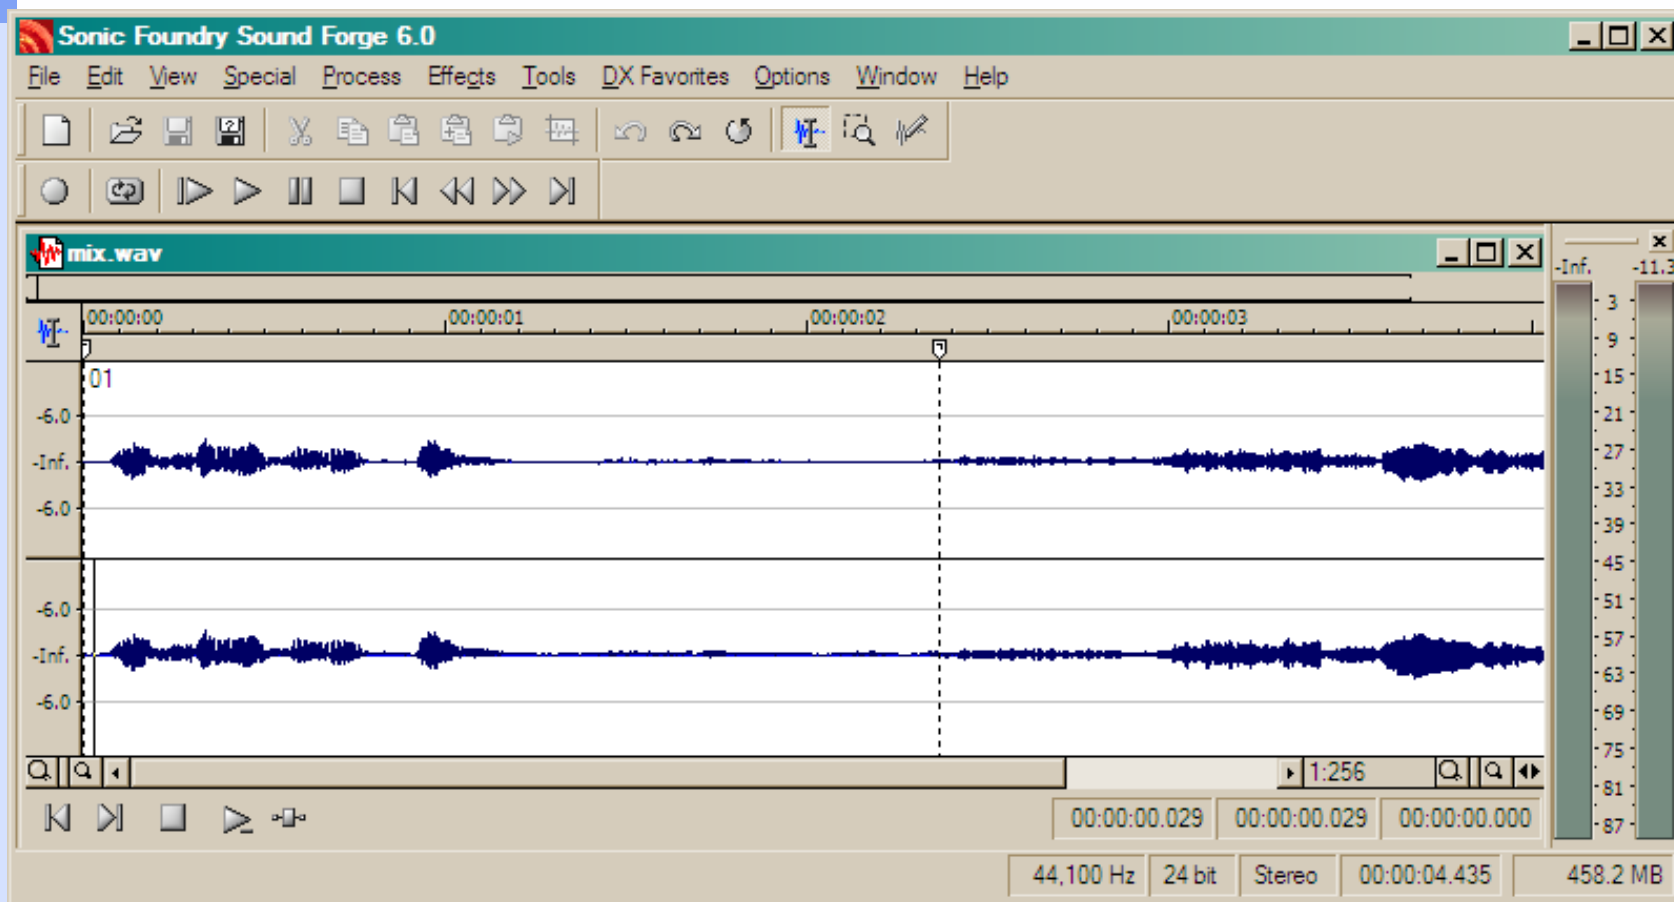 Sonic Foundry Sound Forge 6.0
File Edit View Special Process Effects Tools DX Favorites Options Window Help
mix.wav
-Inf. -11.3
00:00:00 00:00:01 00:00:02 00:00:03
01
-6.0
-Inf.
-6.0
-6.0
-Inf.
-6.0
3
9
15
21
27
33
39
45
51
57
63
69
75
81
87
1:256
00:00:00.029 00:00:00.029 00:00:00.000
44,100 Hz 24 bit Stereo 00:00:04.435 458.2 MB